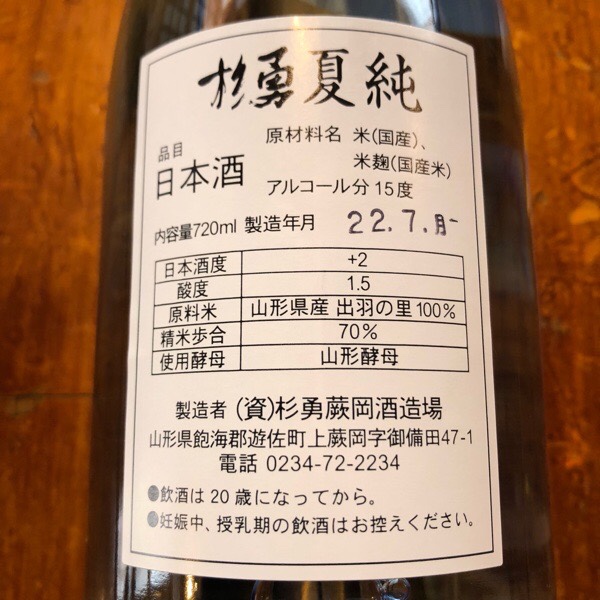 杉勇夏純
原材料名 米(国産)、
米麹(国産米)
品目
日本酒
アルコール分15度
内容量720ml 製造年月 22.7.月
日本酒度 +2
酸度 1.5
原料米 山形県産 出羽の里100%
精米歩合 70%
使用酵母 山形酵母
製造者 (資)杉勇蕨岡酒造場
山形県飽海郡遊佐町上蕨岡字御備田47-1
電話 0234-72-2234
●飲酒は20歳になってから。
●妊娠中、授乳期の飲酒はお控えください。